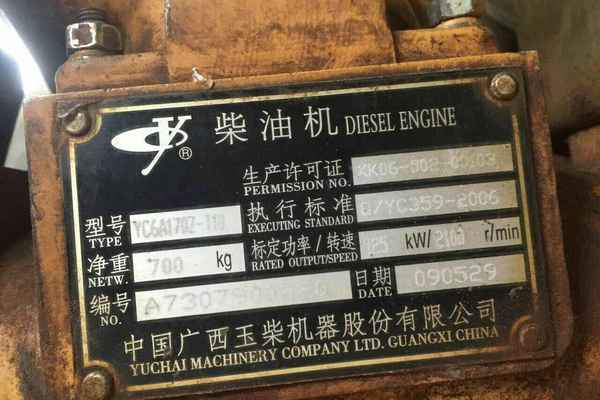 柴油机 DIESEL ENGINE
®
生产许可证
PERMISSION NO.
型号
TYPE
执行标准 Q/YC359-2006
EXECUTING STANDARD
净重 700 kg
NETW.
标定功率/转速 kW/ 2100 r/min
RATED OUTPUT/SPEED
编号
NO.
日期 090529
DATE
中国广西玉柴机器股份有限公司
YUCHAI MACHINERY COMPANY LTD. GUANGXI CHINA